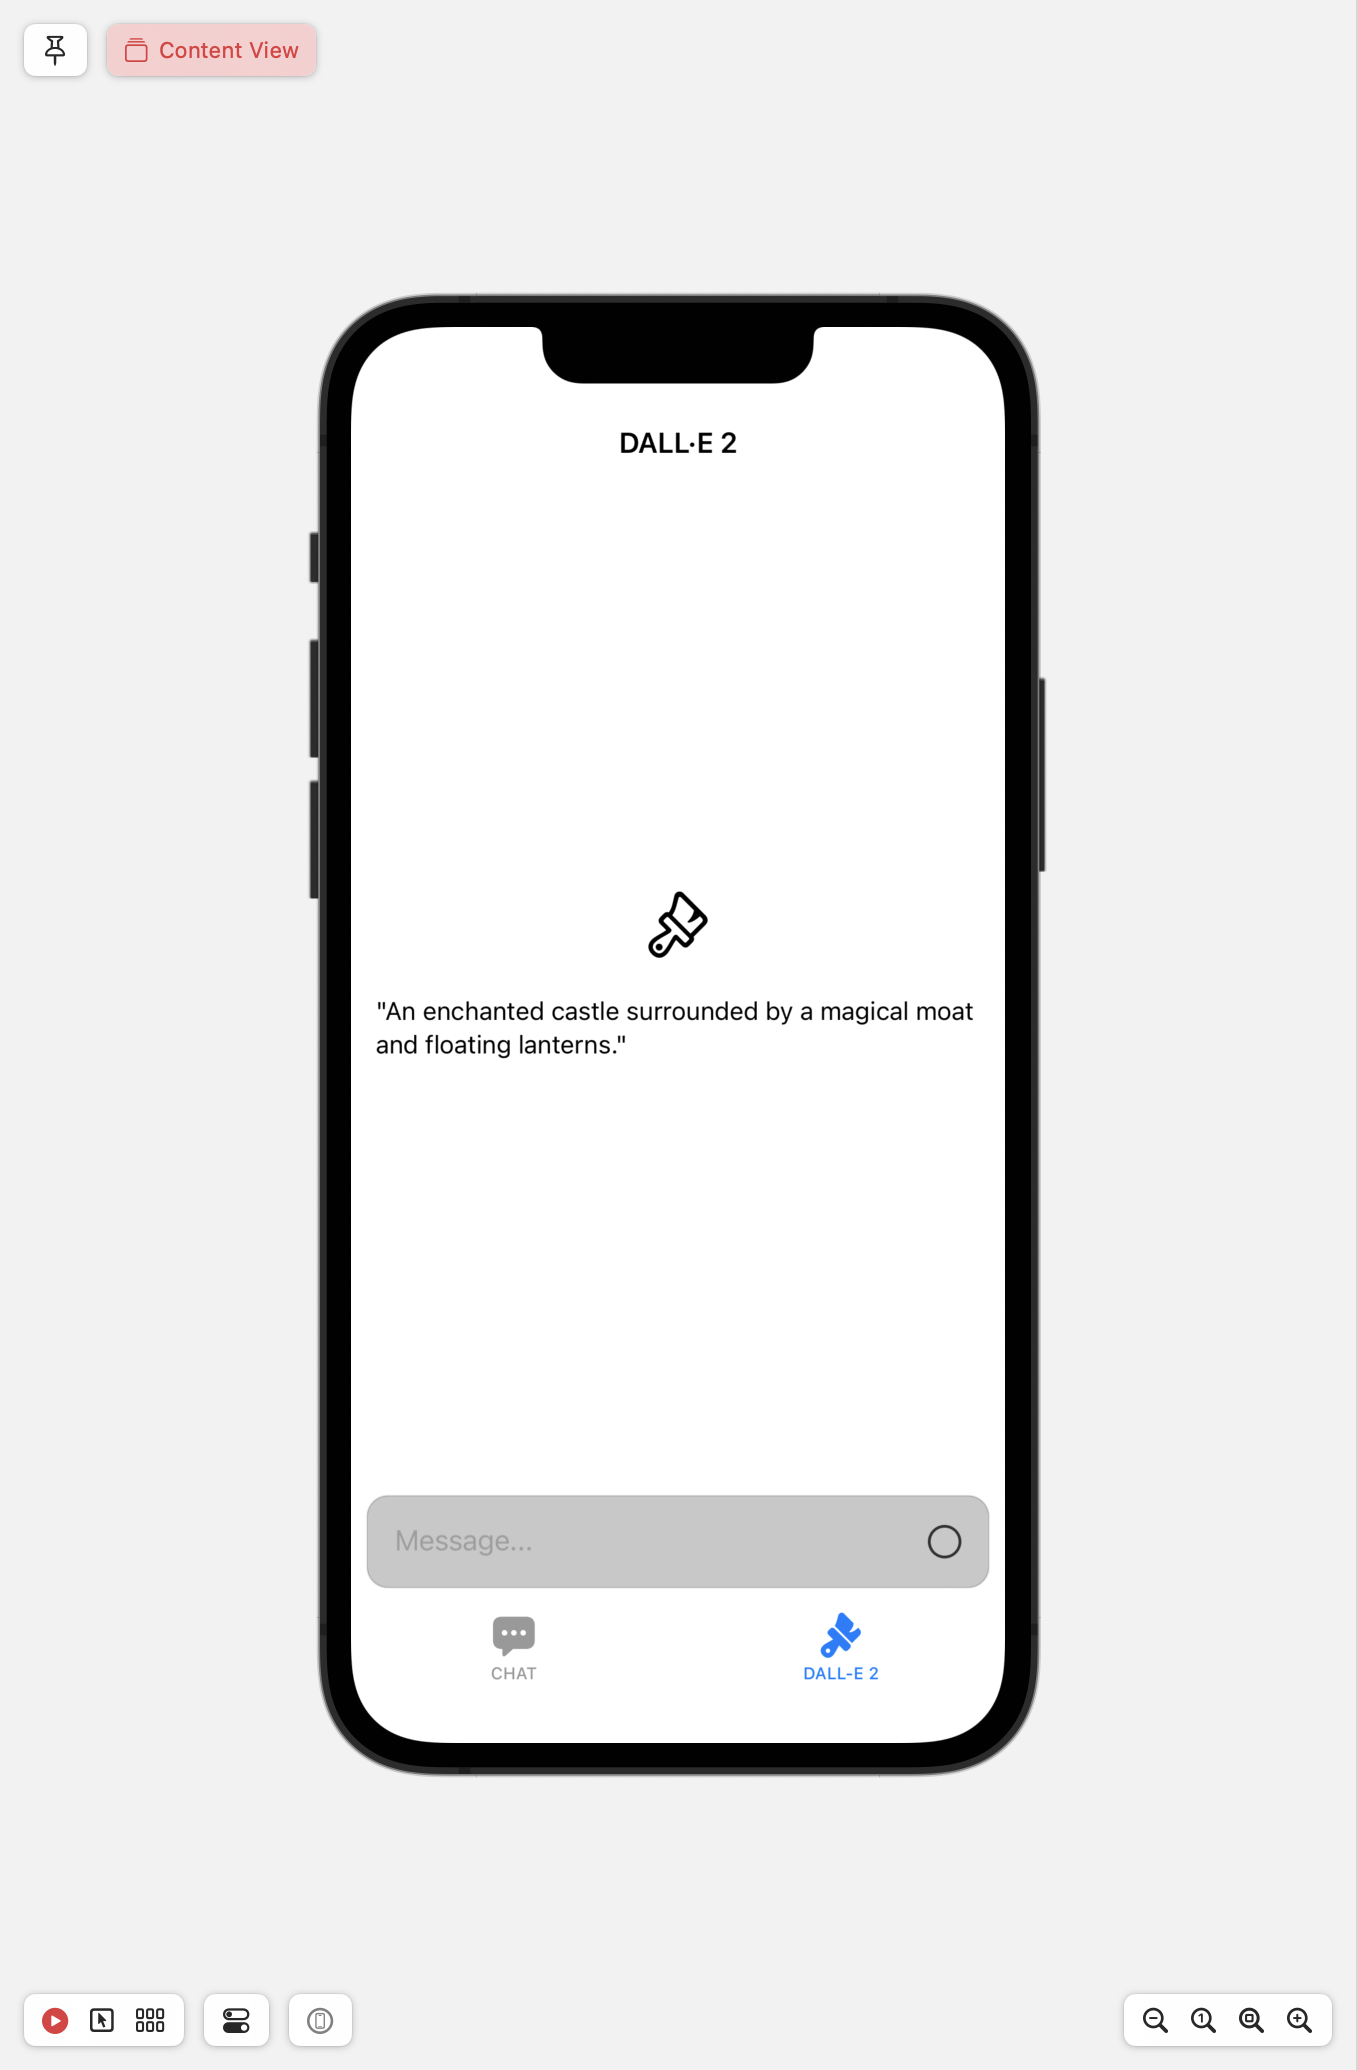 Content View
DALL·E 2
"An enchanted castle surrounded by a magical moat
and floating lanterns."
Message...
CHAT
DALL-E 2